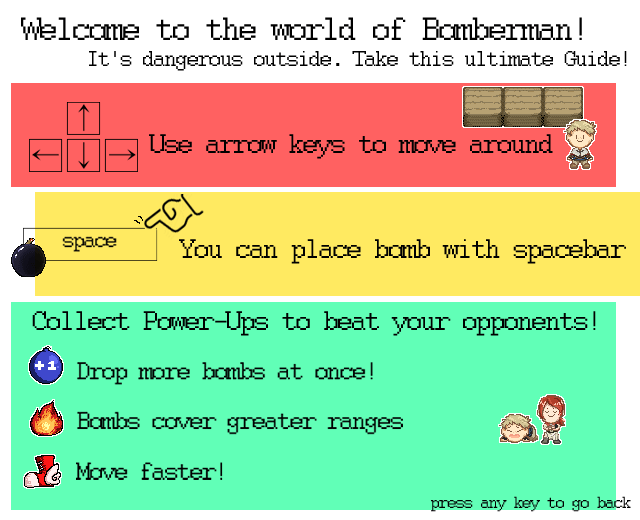 Welcome to the world of Bomberman!
It's dangerous outside. Take this ultimate Guide!
↑
← ↓ →
Use arrow keys to move around
space
You can place bomb with spacebar
Collect Power-Ups to beat your opponents!
+1
Drop more bombs at once!
Bombs cover greater ranges
Move faster!
press any key to go back